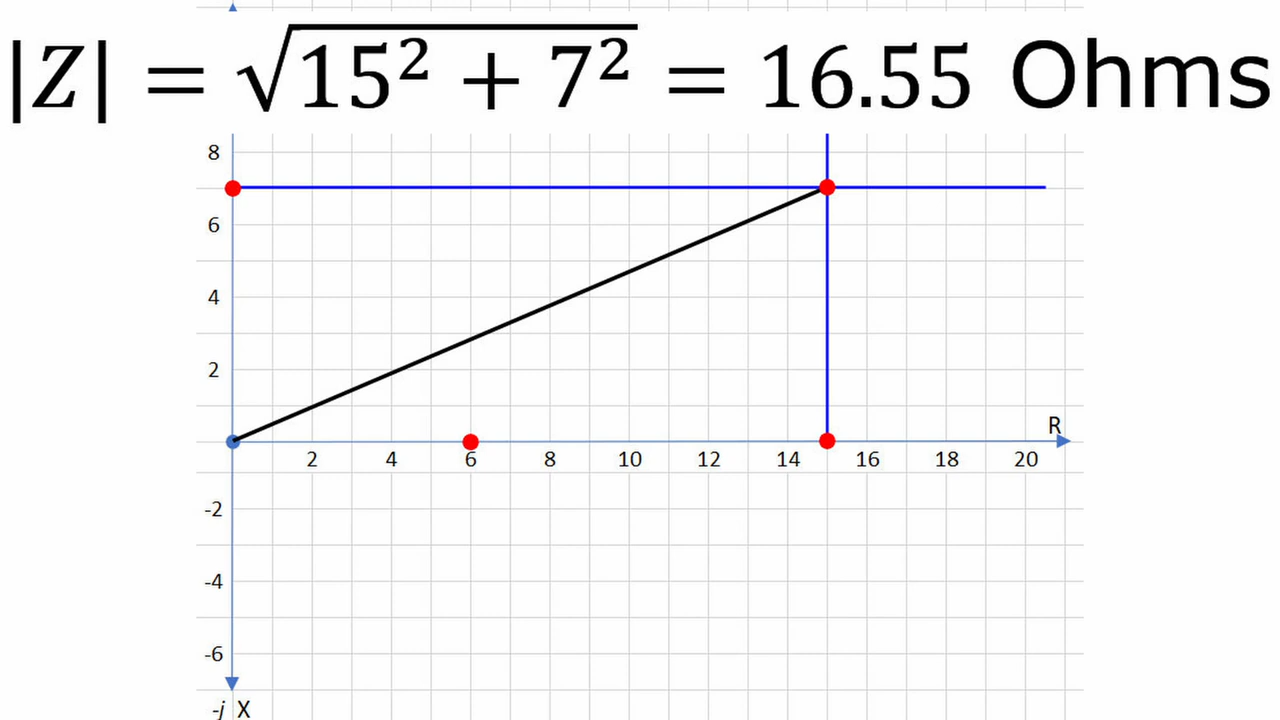 |Z| = √15² + 7² = 16.55 Ohms
8
6
4
2
R
2 4 6 8 10 12 14 16 18 20
-2
-4
-6
-j X